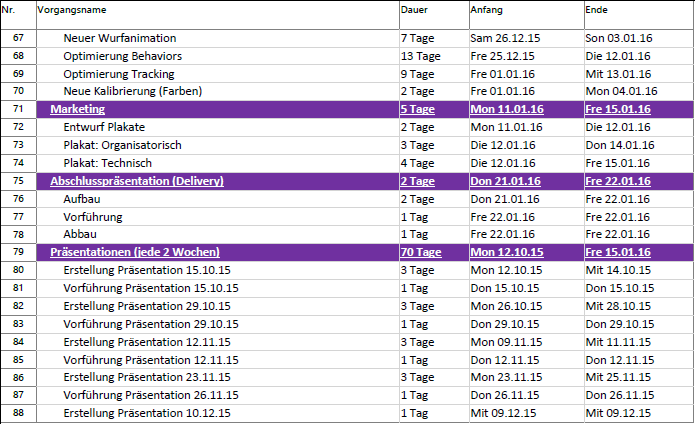 Nr. Vorgangsname Dauer Anfang Ende
67 Neuer Wurfanimation 7 Tage Sam 26.12.15 Son 03.01.16
68 Optimierung Behaviors 13 Tage Fre 25.12.15 Die 12.01.16
69 Optimierung Tracking 9 Tage Fre 01.01.16 Mit 13.01.16
70 Neue Kalibrierung (Farben) 2 Tage Fre 01.01.16 Mon 04.01.16
71 Marketing 5 Tage Mon 11.01.16 Fre 15.01.16
72 Entwurf Plakate 2 Tage Mon 11.01.16 Die 12.01.16
73 Plakat: Organisatorisch 3 Tage Die 12.01.16 Don 14.01.16
74 Plakat: Technisch 4 Tage Die 12.01.16 Fre 15.01.16
75 Abschlusspräsentation (Delivery) 2 Tage Don 21.01.16 Fre 22.01.16
76 Aufbau 2 Tage Don 21.01.16 Fre 22.01.16
77 Vorführung 1 Tag Fre 22.01.16 Fre 22.01.16
78 Abbau 1 Tag Fre 22.01.16 Fre 22.01.16
79 Präsentationen (jede 2 Wochen) 70 Tage Mon 12.10.15 Fre 15.01.16
80 Erstellung Präsentation 15.10.15 3 Tage Mon 12.10.15 Mit 14.10.15
81 Vorführung Präsentation 15.10.15 1 Tag Don 15.10.15 Don 15.10.15
82 Erstellung Präsentation 29.10.15 3 Tage Mon 26.10.15 Mit 28.10.15
83 Vorführung Präsentation 29.10.15 1 Tag Don 29.10.15 Don 29.10.15
84 Erstellung Präsentation 12.11.15 3 Tage Mon 09.11.15 Mit 11.11.15
85 Vorführung Präsentation 12.11.15 1 Tag Don 12.11.15 Don 12.11.15
86 Erstellung Präsentation 23.11.15 3 Tage Mon 23.11.15 Mit 25.11.15
87 Vorführung Präsentation 26.11.15 1 Tag Don 26.11.15 Don 26.11.15
88 Erstellung Präsentation 10.12.15 1 Tag Mit 09.12.15 Mit 09.12.15